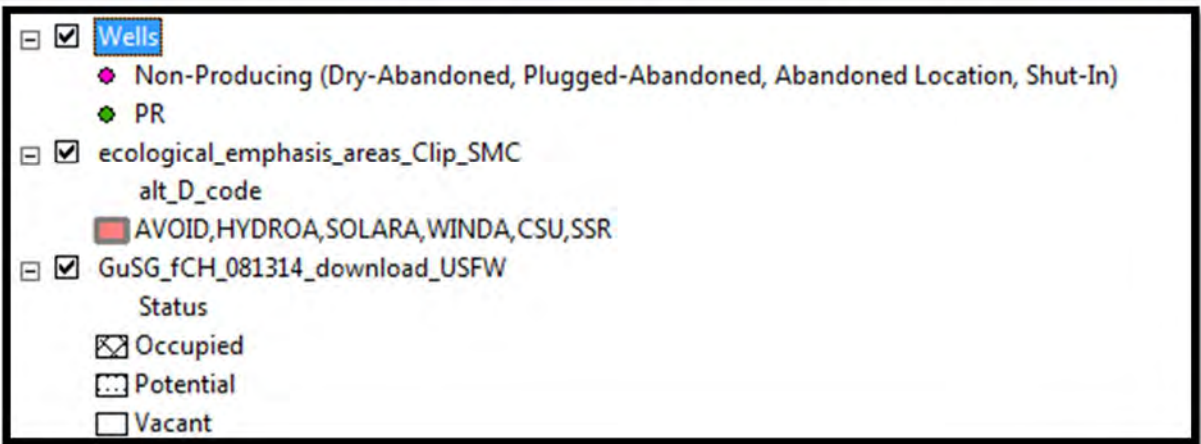 Wells
Non-Producing (Dry-Abandoned, Plugged-Abandoned, Abandoned Location, Shut-In)
PR
ecological_emphasis_areas_Clip_SMC
alt_D_code
AVOID,HYDROA,SOLARA,WINDA,CSU,SSR
GuSG_fCH_081314_download_USFW
Status
Occupied
Potential
Vacant